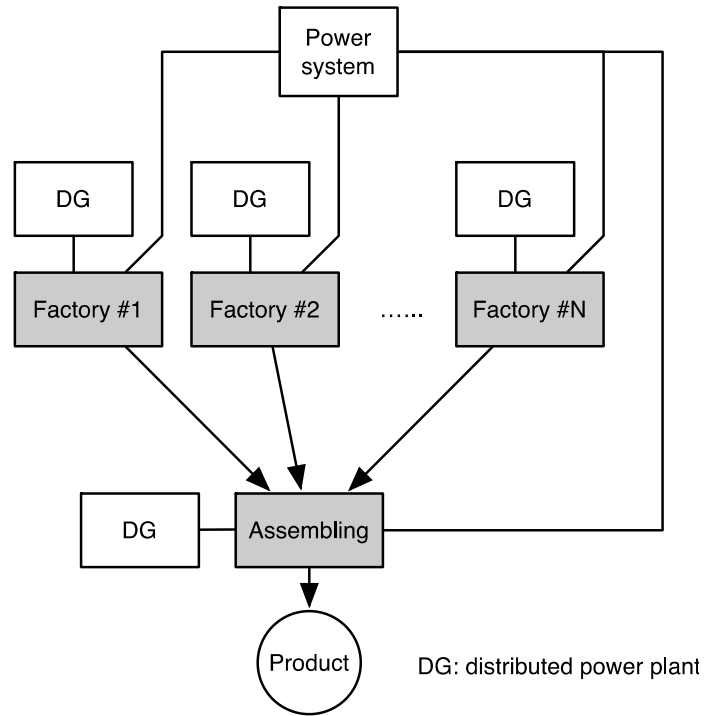 Power
system
DG
DG
DG
Factory #1
Factory #2
......
Factory #N
DG
Assembling
Product
DG: distributed power plant